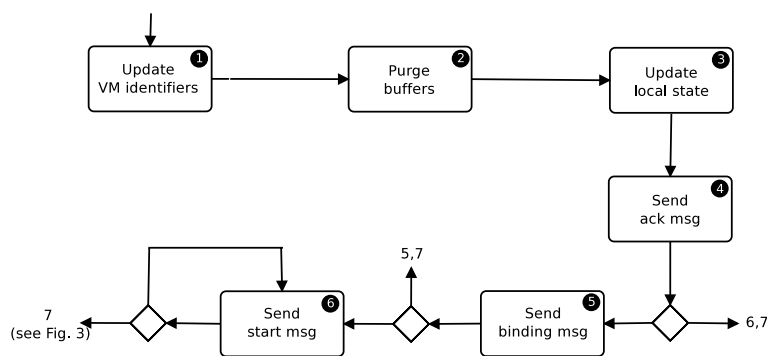 1
Update
VM identifiers
2
Purge
buffers
3
Update
local state
4
Send
ack msg
5,7
7
(see Fig. 3)
6
Send
start msg
5
Send
binding msg
6,7